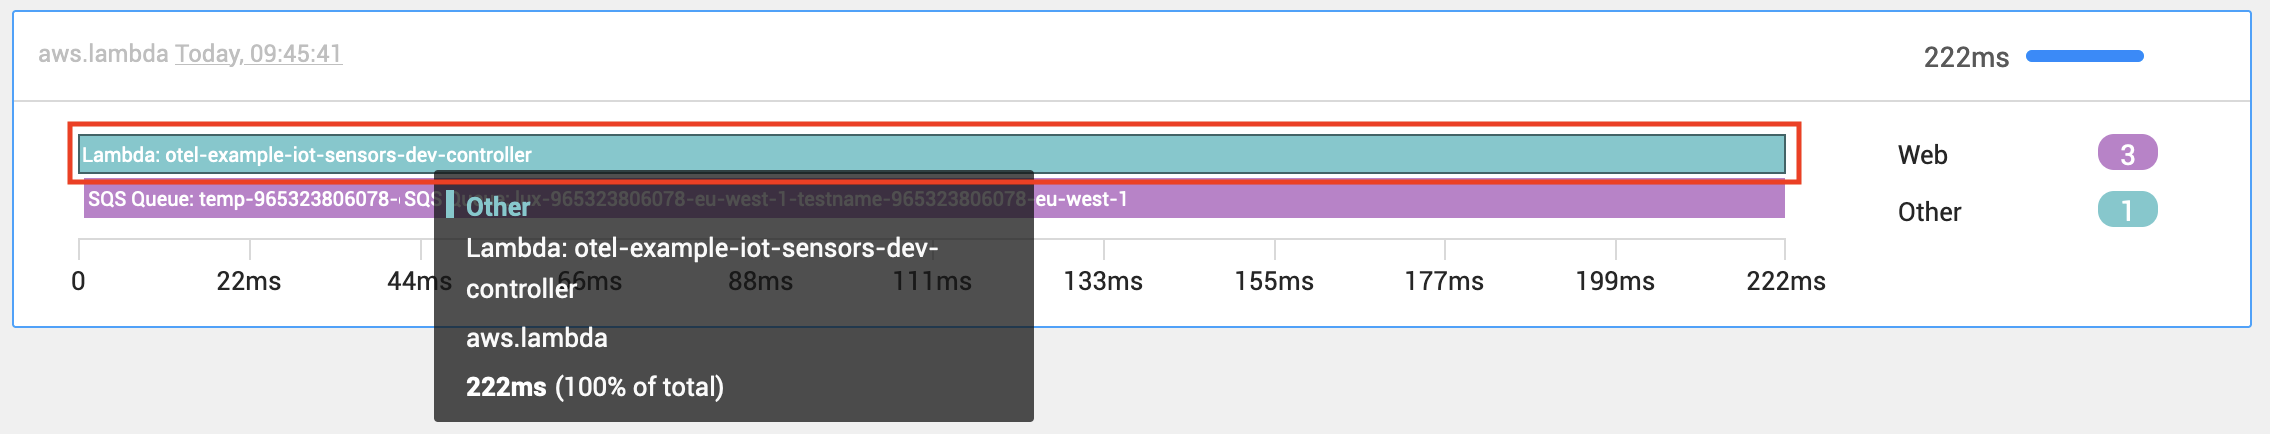 aws.lambda Today, 09:45:41
222ms
Lambda: otel-example-iot-sensors-dev-controller
Web 3
SQS Queue: temp-965323806078- SQS Queue: lux-965323806078-eu-west-1-testname-965323806078-eu-west-1
Other 1
Other
Lambda: otel-example-iot-sensors-dev-
controller
aws.lambda
222ms (100% of total)
0 22ms 44ms 66ms 88ms 111ms 133ms 155ms 177ms 199ms 222ms